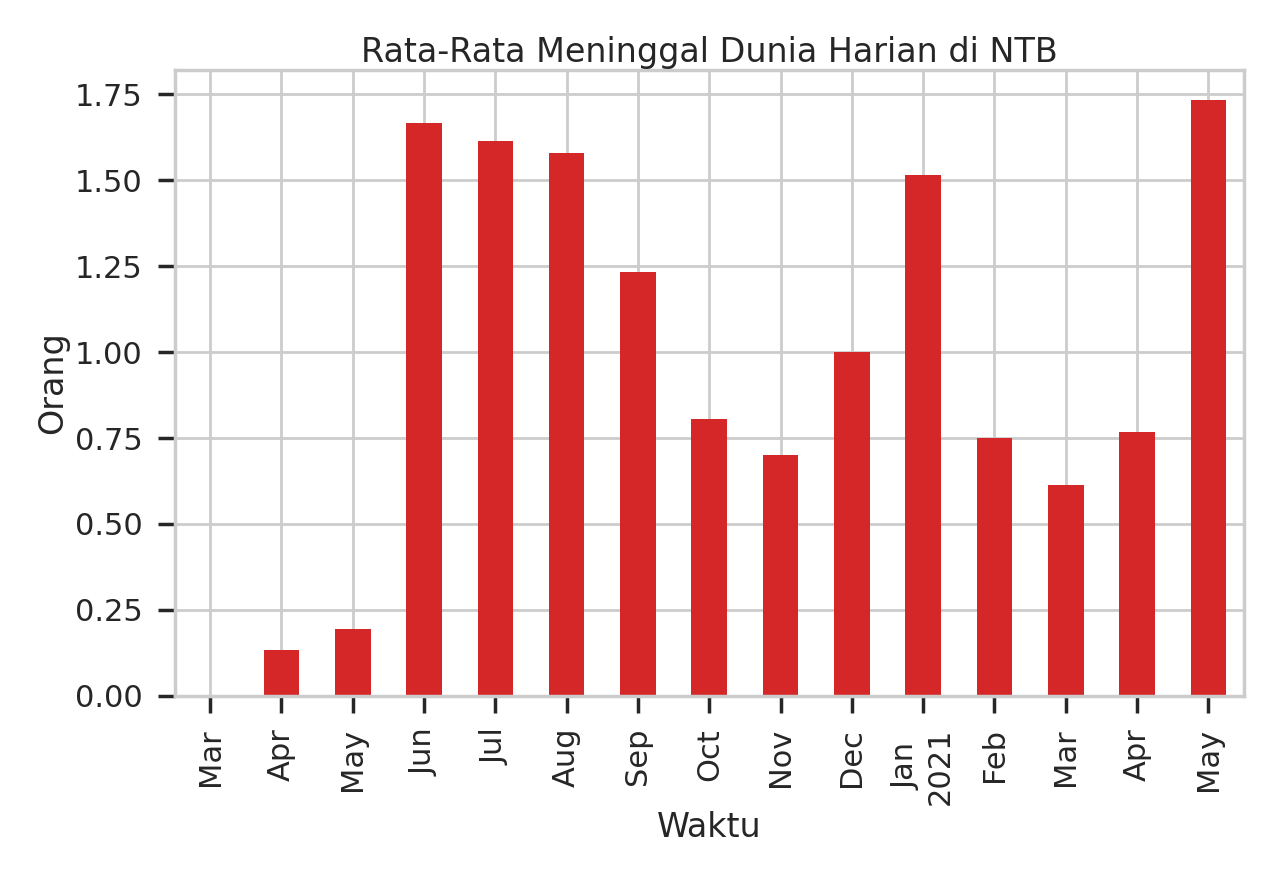 Rata-Rata Meninggal Dunia Harian di NTB
Orang
1.75
1.50
1.25
1.00
0.75
0.50
0.25
0.00
Mar
Apr
May
Jun
Jul
Aug
Sep
Oct
Nov
Dec
Jan
2021
Feb
Mar
Apr
May
Waktu